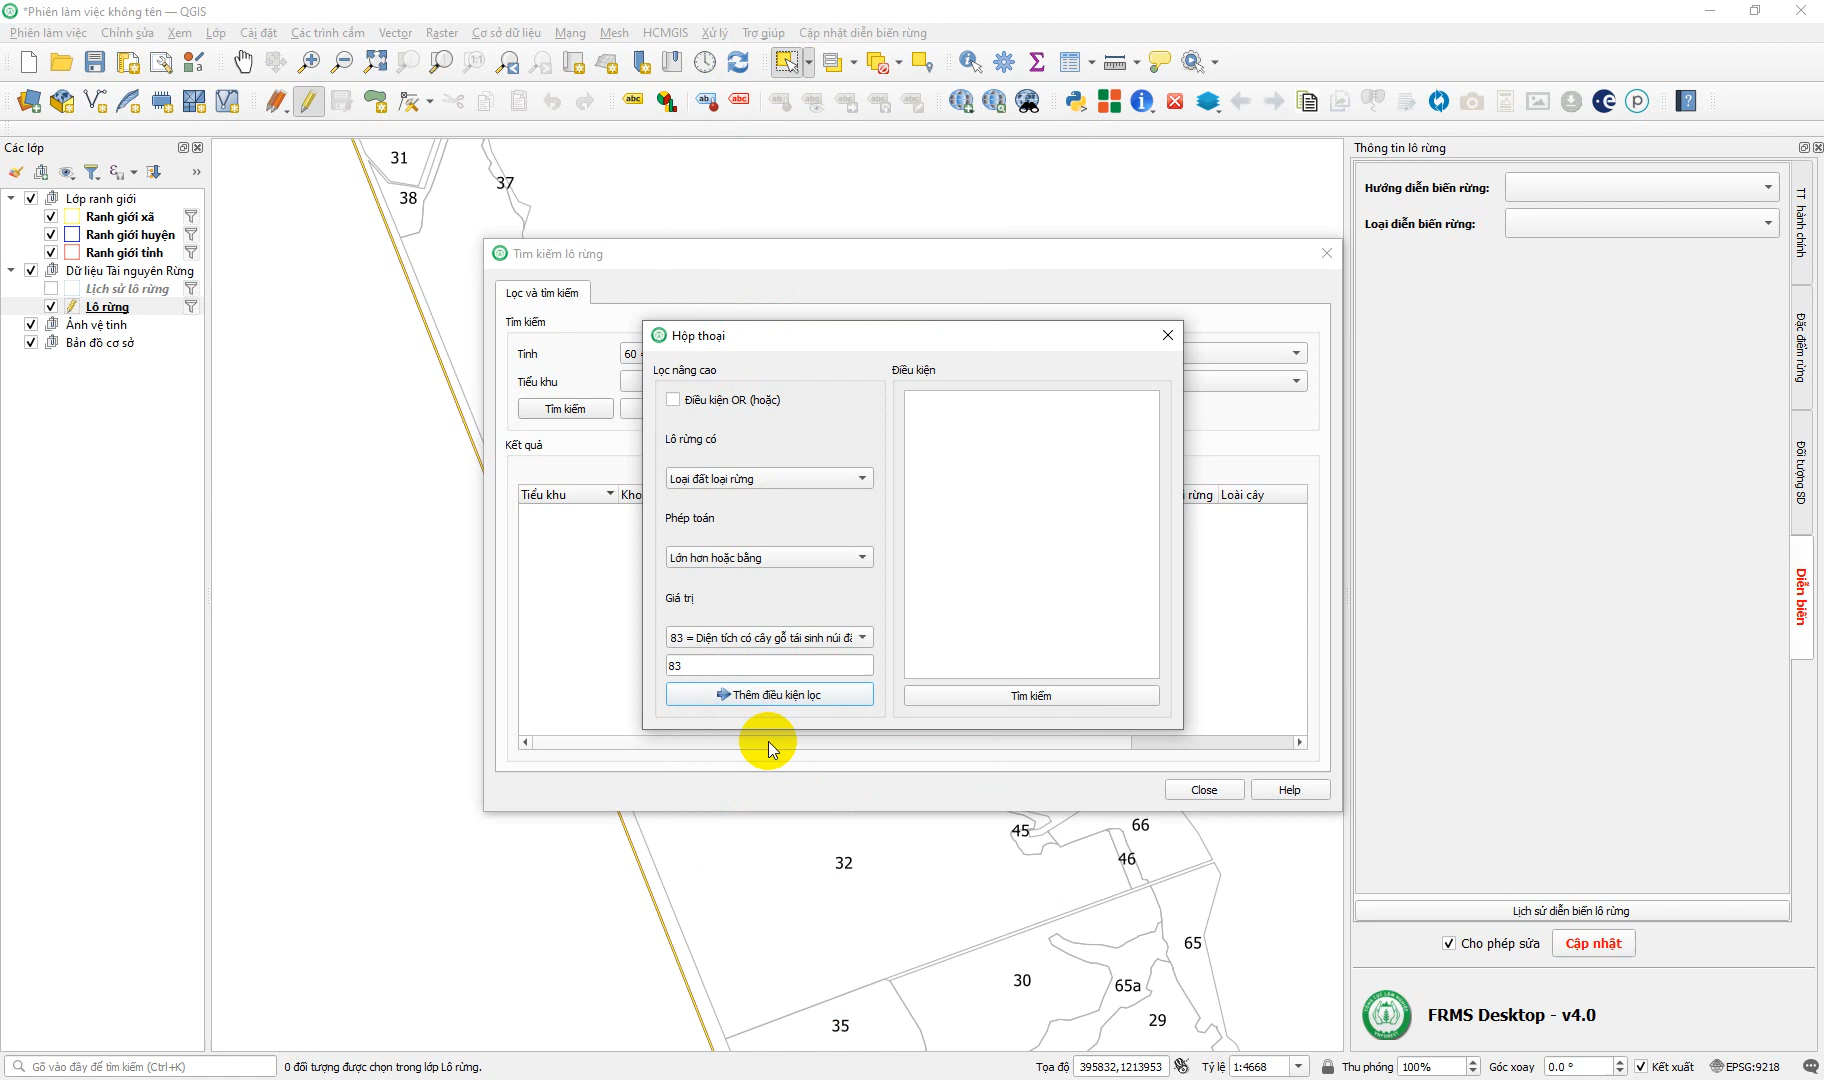 *Phiên làm việc không tên — QGIS
Phiên làm việc Chỉnh sửa Xem Lớp Cài đặt Các trình cắm Vector Raster Cơ sở dữ liệu Mạng Mesh HCMGIS Xử lý Trợ giúp Cập nhật diễn biến rừng
Các lớp
Lớp ranh giới
Ranh giới xã
Ranh giới huyện
Ranh giới tỉnh
Dữ liệu Tài nguyên Rừng
Lịch sử lô rừng
Lô rừng
Ảnh vệ tinh
Bản đồ cơ sở
31
38
37
Tìm kiếm lô rừng
Lọc và tìm kiếm
Tìm kiếm
Tỉnh
60
Tiểu khu
Tìm kiếm
Kết quả
Tiểu khu
Kho
rừng
Loài cây
Close
Help
Hộp thoại
Lọc nâng cao
Điều kiện OR (hoặc)
Lô rừng có
Loại đất loại rừng
Phép toán
Lớn hơn hoặc bằng
Giá trị
83 = Diện tích có cây gỗ tái sinh núi đấ
83
Thêm điều kiện lọc
Điều kiện
Tìm kiếm
32
45
66
46
65
30
65a
35
29
Thông tin lô rừng
Hướng diễn biến rừng:
Loại diễn biến rừng:
TT hành chính
Đặc điểm rừng
Đối tượng SD
Diễn biến
Lịch sử diễn biến lô rừng
Cho phép sửa
Cập nhật
FRMS Desktop - v4.0
Gõ vào đây để tìm kiếm (Ctrl+K)
0 đối tượng được chọn trong lớp Lô rừng.
Tọa độ 395832,1213953
Tỷ lệ 1:4668
Thu phóng 100%
Góc xoay 0.0 °
Kết xuất
EPSG:9218